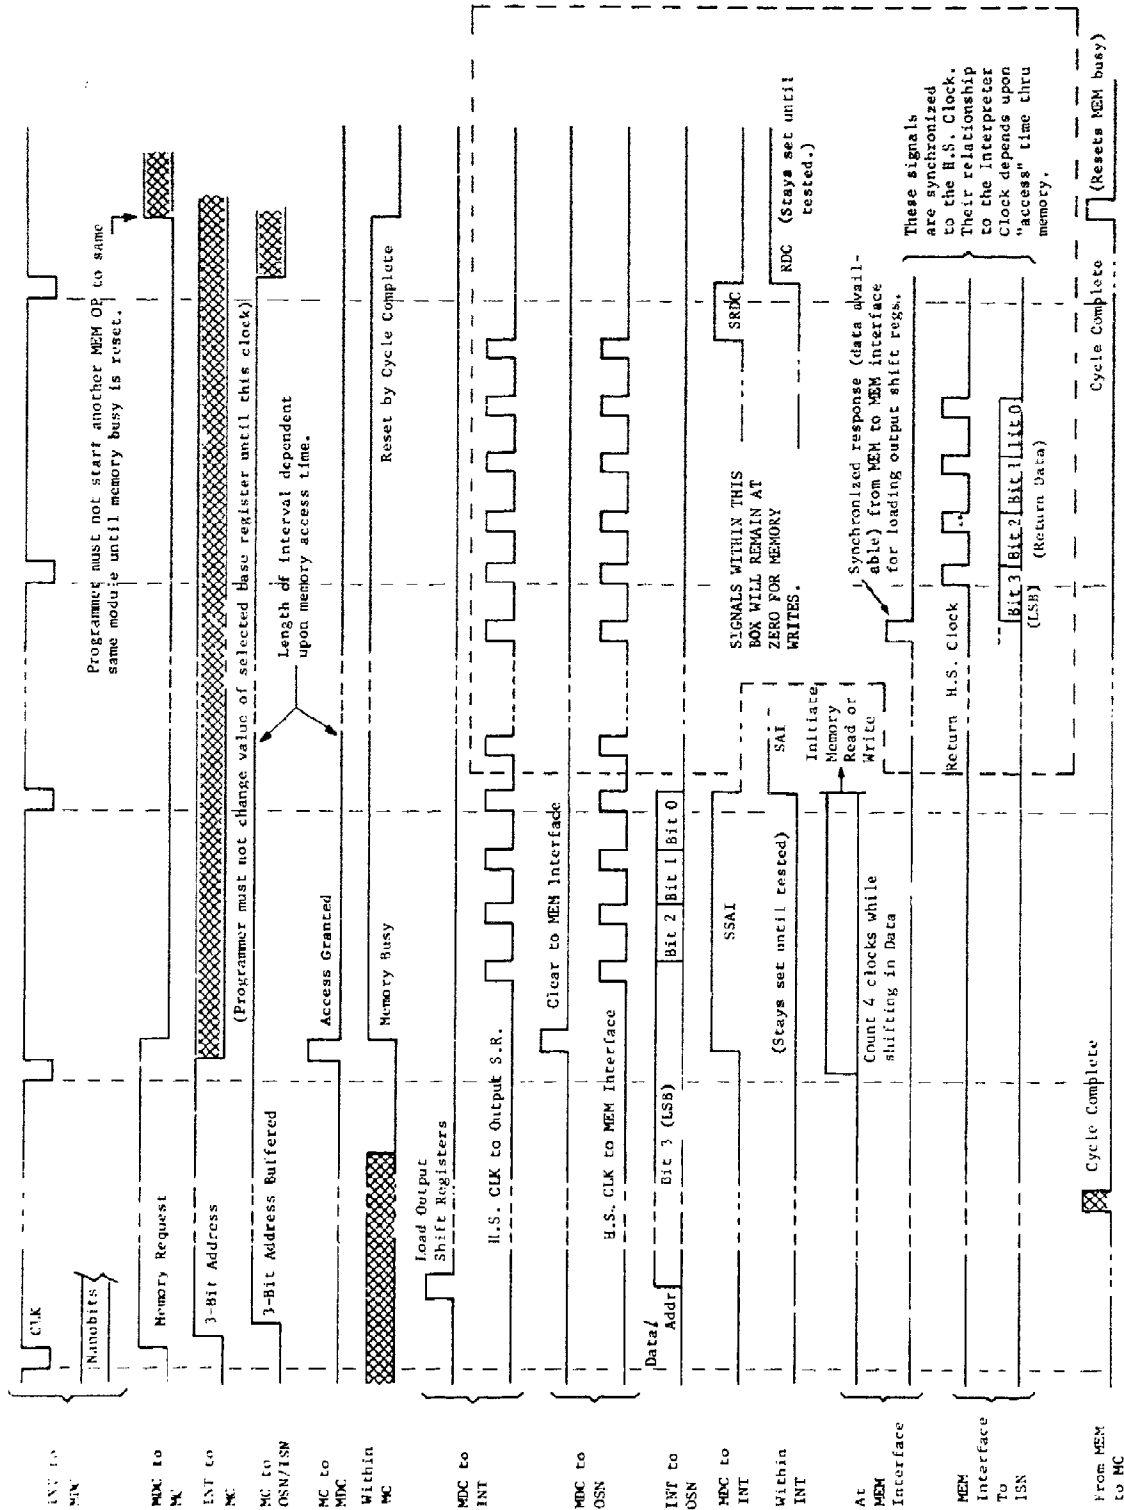 INT to
MDC
CLK
Nanobits
Programmer must not start another MEM OP to same
same module until memory busy is reset.
MDC to
MC
Memory Request
INT to
MC
3-Bit Address
(Programmer must not change value of selected base register until this clock)
MC to
OSN/ISN
3-Bit Address Buffered
Length of interval dependent
upon memory access time.
MC to
MDC
Access Granted
Within
MC
Memory Busy
Reset by Cycle Complete
MDC to
INT
Load Output
Shift Registers
H.S. CLK to Output S.R.
MDC to
OSN
Clear to MEM Interface
H.S. CLK to MEM Interface
INT to
OSN
Data/
Addr
Bit 3 (LSB)
Bit 2
Bit 1
Bit 0
MDC to
INT
SSAI
SIGNALS WITHIN THIS
BOX WILL REMAIN AT
ZERO FOR MEMORY
WRITES.
SRDC
Within
INT
(Stays set until tested)
SAI
RDC (Stays set until
tested.)
At
MEM
Interface
Count 4 clocks while
shifting in Data
Initiate
Memory
Read or
Write
Synchronized response (data avail-
able) from MEM to MEM interface
for loading output shift regs.
MEM
Interface
To
ISN
Return H.S. Clock
Bit 3
Bit 2
Bit 1
(LSB)
(Return Data)
These signals
are synchronized
to the H.S. Clock.
Their relationship
to the Interpreter
Clock depends upon
"access" time thru
memory.
From MEM
to MC
Cycle Complete
Cycle Complete
(Resets MEM busy)